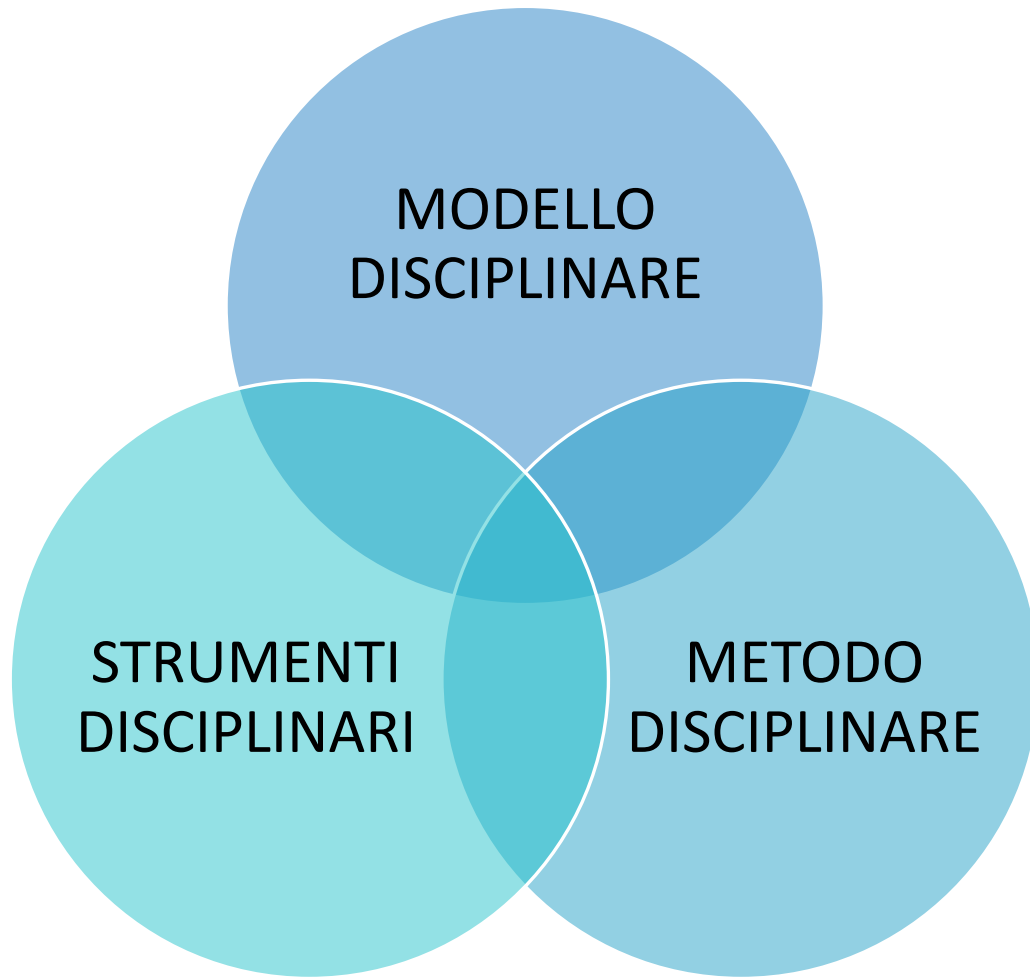 MODELLO
DISCIPLINARE
STRUMENTI
DISCIPLINARI
METODO
DISCIPLINARE